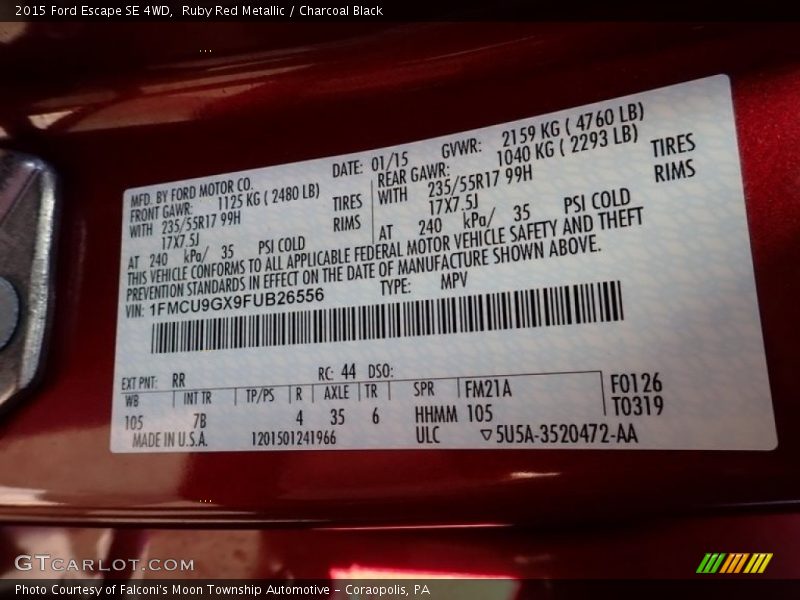 2015 Ford Escape SE 4WD, Ruby Red Metallic / Charcoal Black
MFD. BY FORD MOTOR CO. DATE: 01/15 GVWR: 2159 KG ( 4760 LB)
FRONT GAWR: 1125 KG ( 2480 LB) REAR GAWR: 1040 KG ( 2293 LB)
WITH 235/55R17 99H TIRES WITH 235/55R17 99H TIRES
17X7.5J RIMS 17X7.5J RIMS
AT 240 kPa/ 35 PSI COLD AT 240 kPa/ 35 PSI COLD
THIS VEHICLE CONFORMS TO ALL APPLICABLE FEDERAL MOTOR VEHICLE SAFETY AND THEFT
PREVENTION STANDARDS IN EFFECT ON THE DATE OF MANUFACTURE SHOWN ABOVE.
VIN: 1FMCU9GX9FUB26556 TYPE: MPV
EXT PNT: RR RC: 44 DSO:
WB INT TR TP/PS R AXLE TR SPR FM21A F0126
105 7B 4 35 6 HHMM 105 T0319
MADE IN U.S.A. 1201501241966 ULC ▽5U5A-3520472-AA
GTCARLOT.COM
Photo Courtesy of Falconi's Moon Township Automotive - Coraopolis, PA